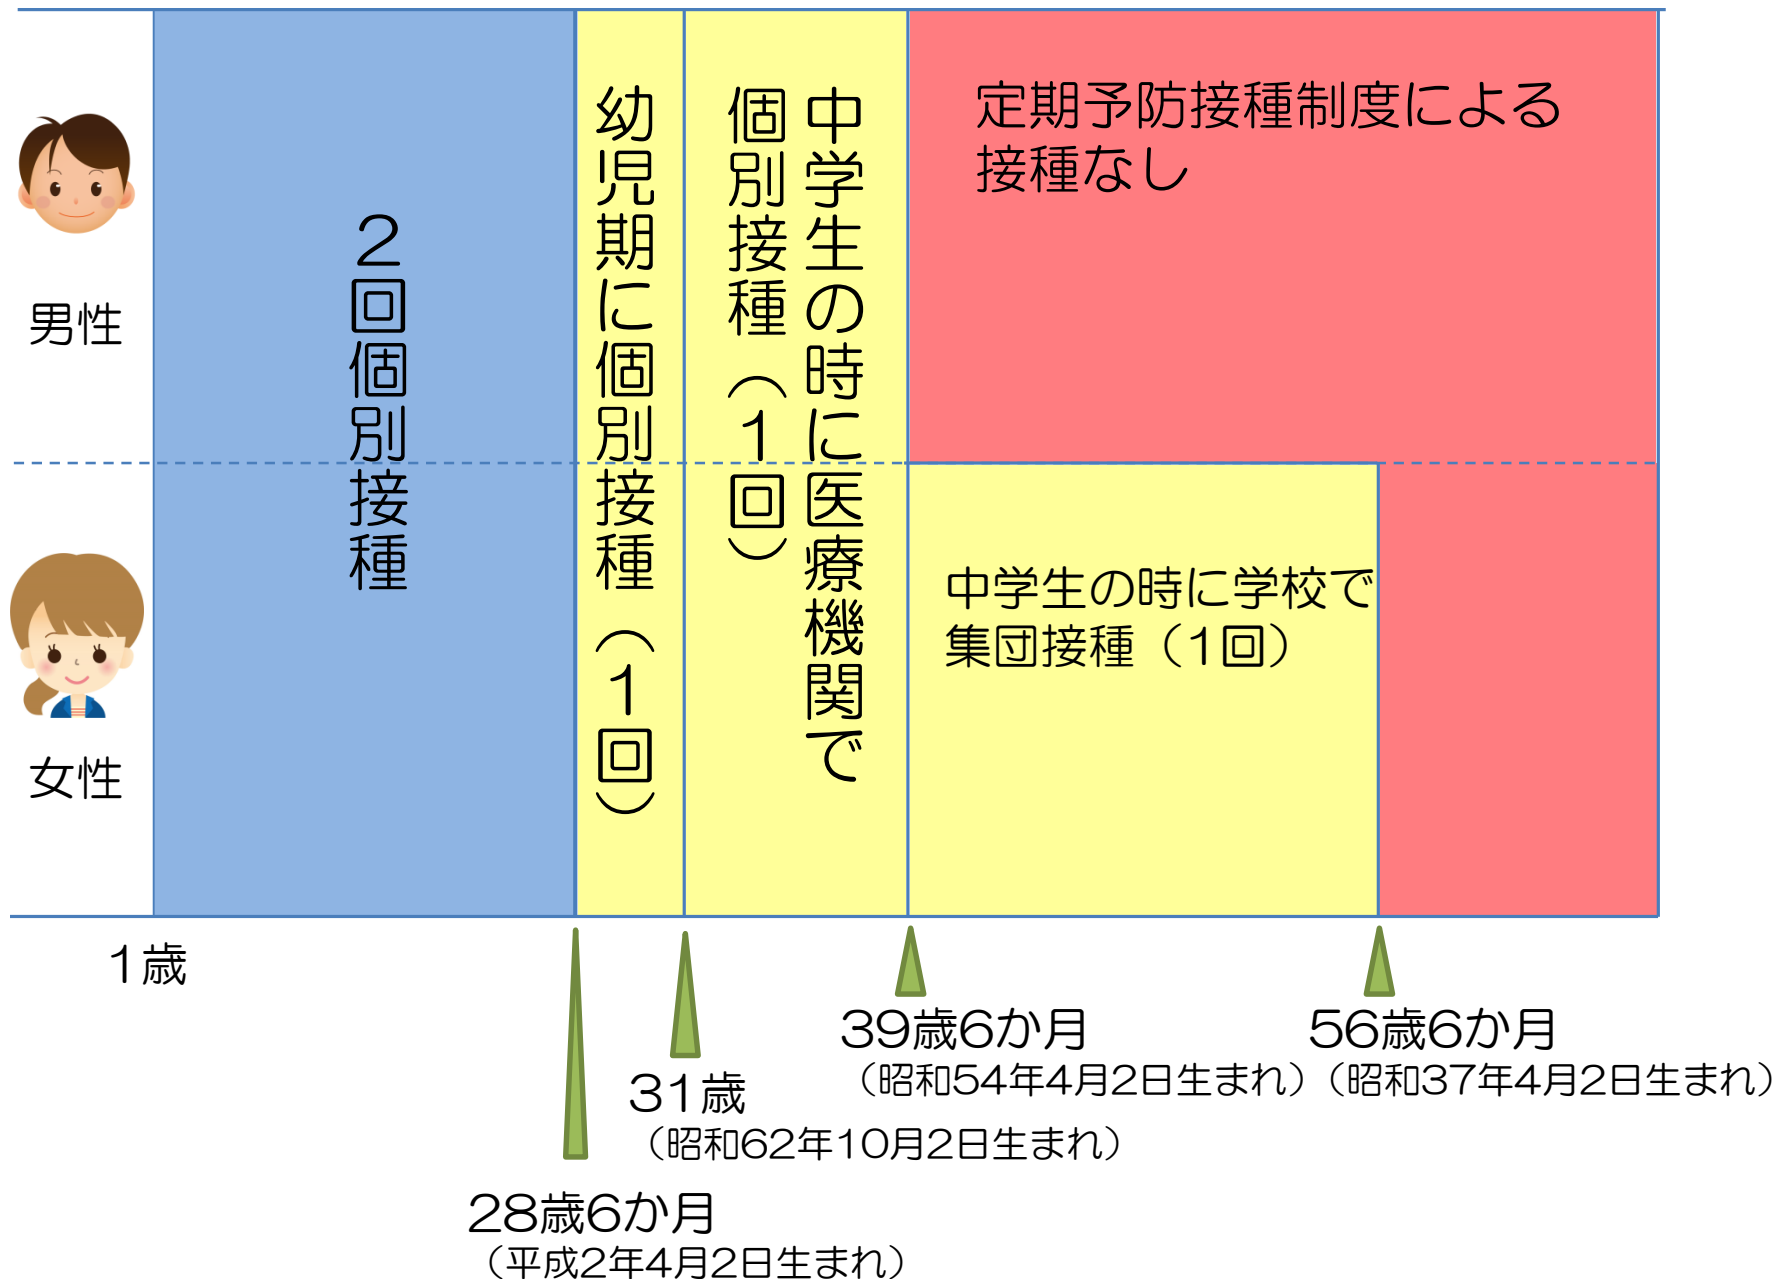 男性
女性
２回個別接種
幼児期に個別接種（１回）
中学生の時に医療機関で
個別接種（１回）
定期予防接種制度による
接種なし
中学生の時に学校で
集団接種（1回）
1歳
28歳6か月
（平成2年4月2日生まれ）
31歳
（昭和62年10月2日生まれ）
39歳6か月
（昭和54年4月2日生まれ）
56歳6か月
（昭和37年4月2日生まれ）